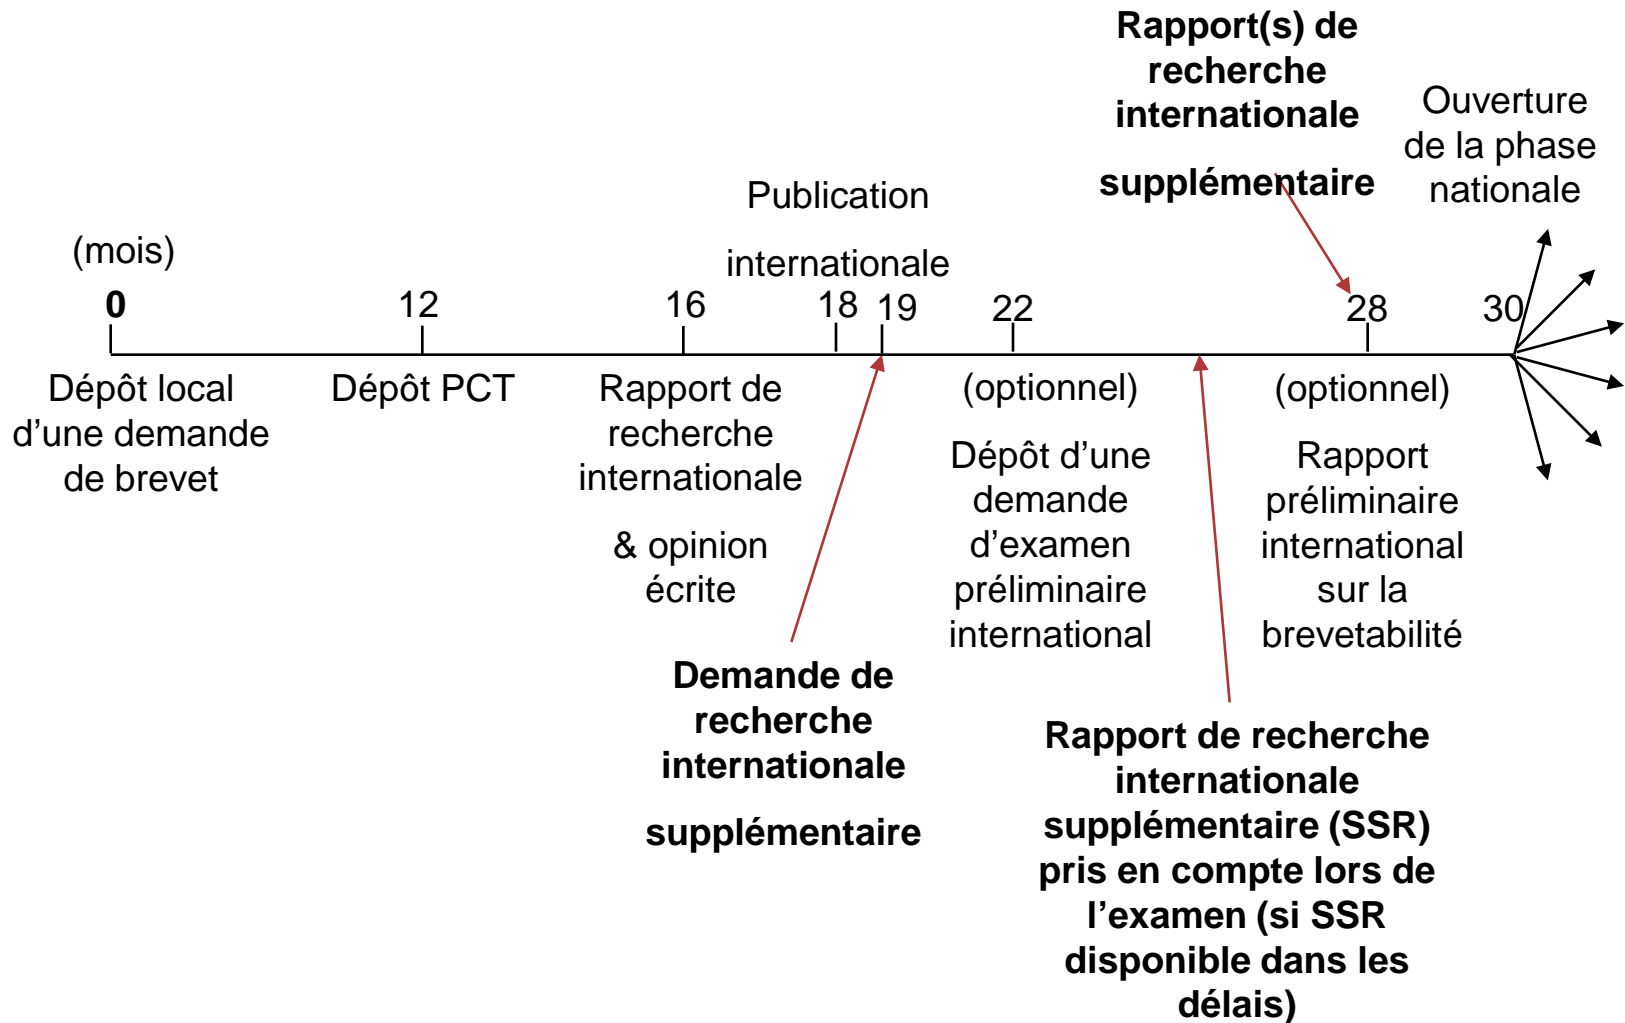 Rapport(s) de
recherche
internationale
supplémentaire
Ouverture
de la phase
nationale
Publication
internationale
(mois)
0
12
16
18
19
22
28
30
Dépôt local
d’une demande
de brevet
Dépôt PCT
Rapport de
recherche
internationale
& opinion
écrite
(optionnel)
Dépôt d’une
demande
d’examen
préliminaire
international
(optionnel)
Rapport
préliminaire
international
sur la
brevetabilité
Demande de
recherche
internationale
supplémentaire
Rapport de recherche
internationale
supplémentaire (SSR)
pris en compte lors de
l’examen (si SSR
disponible dans les
délais)